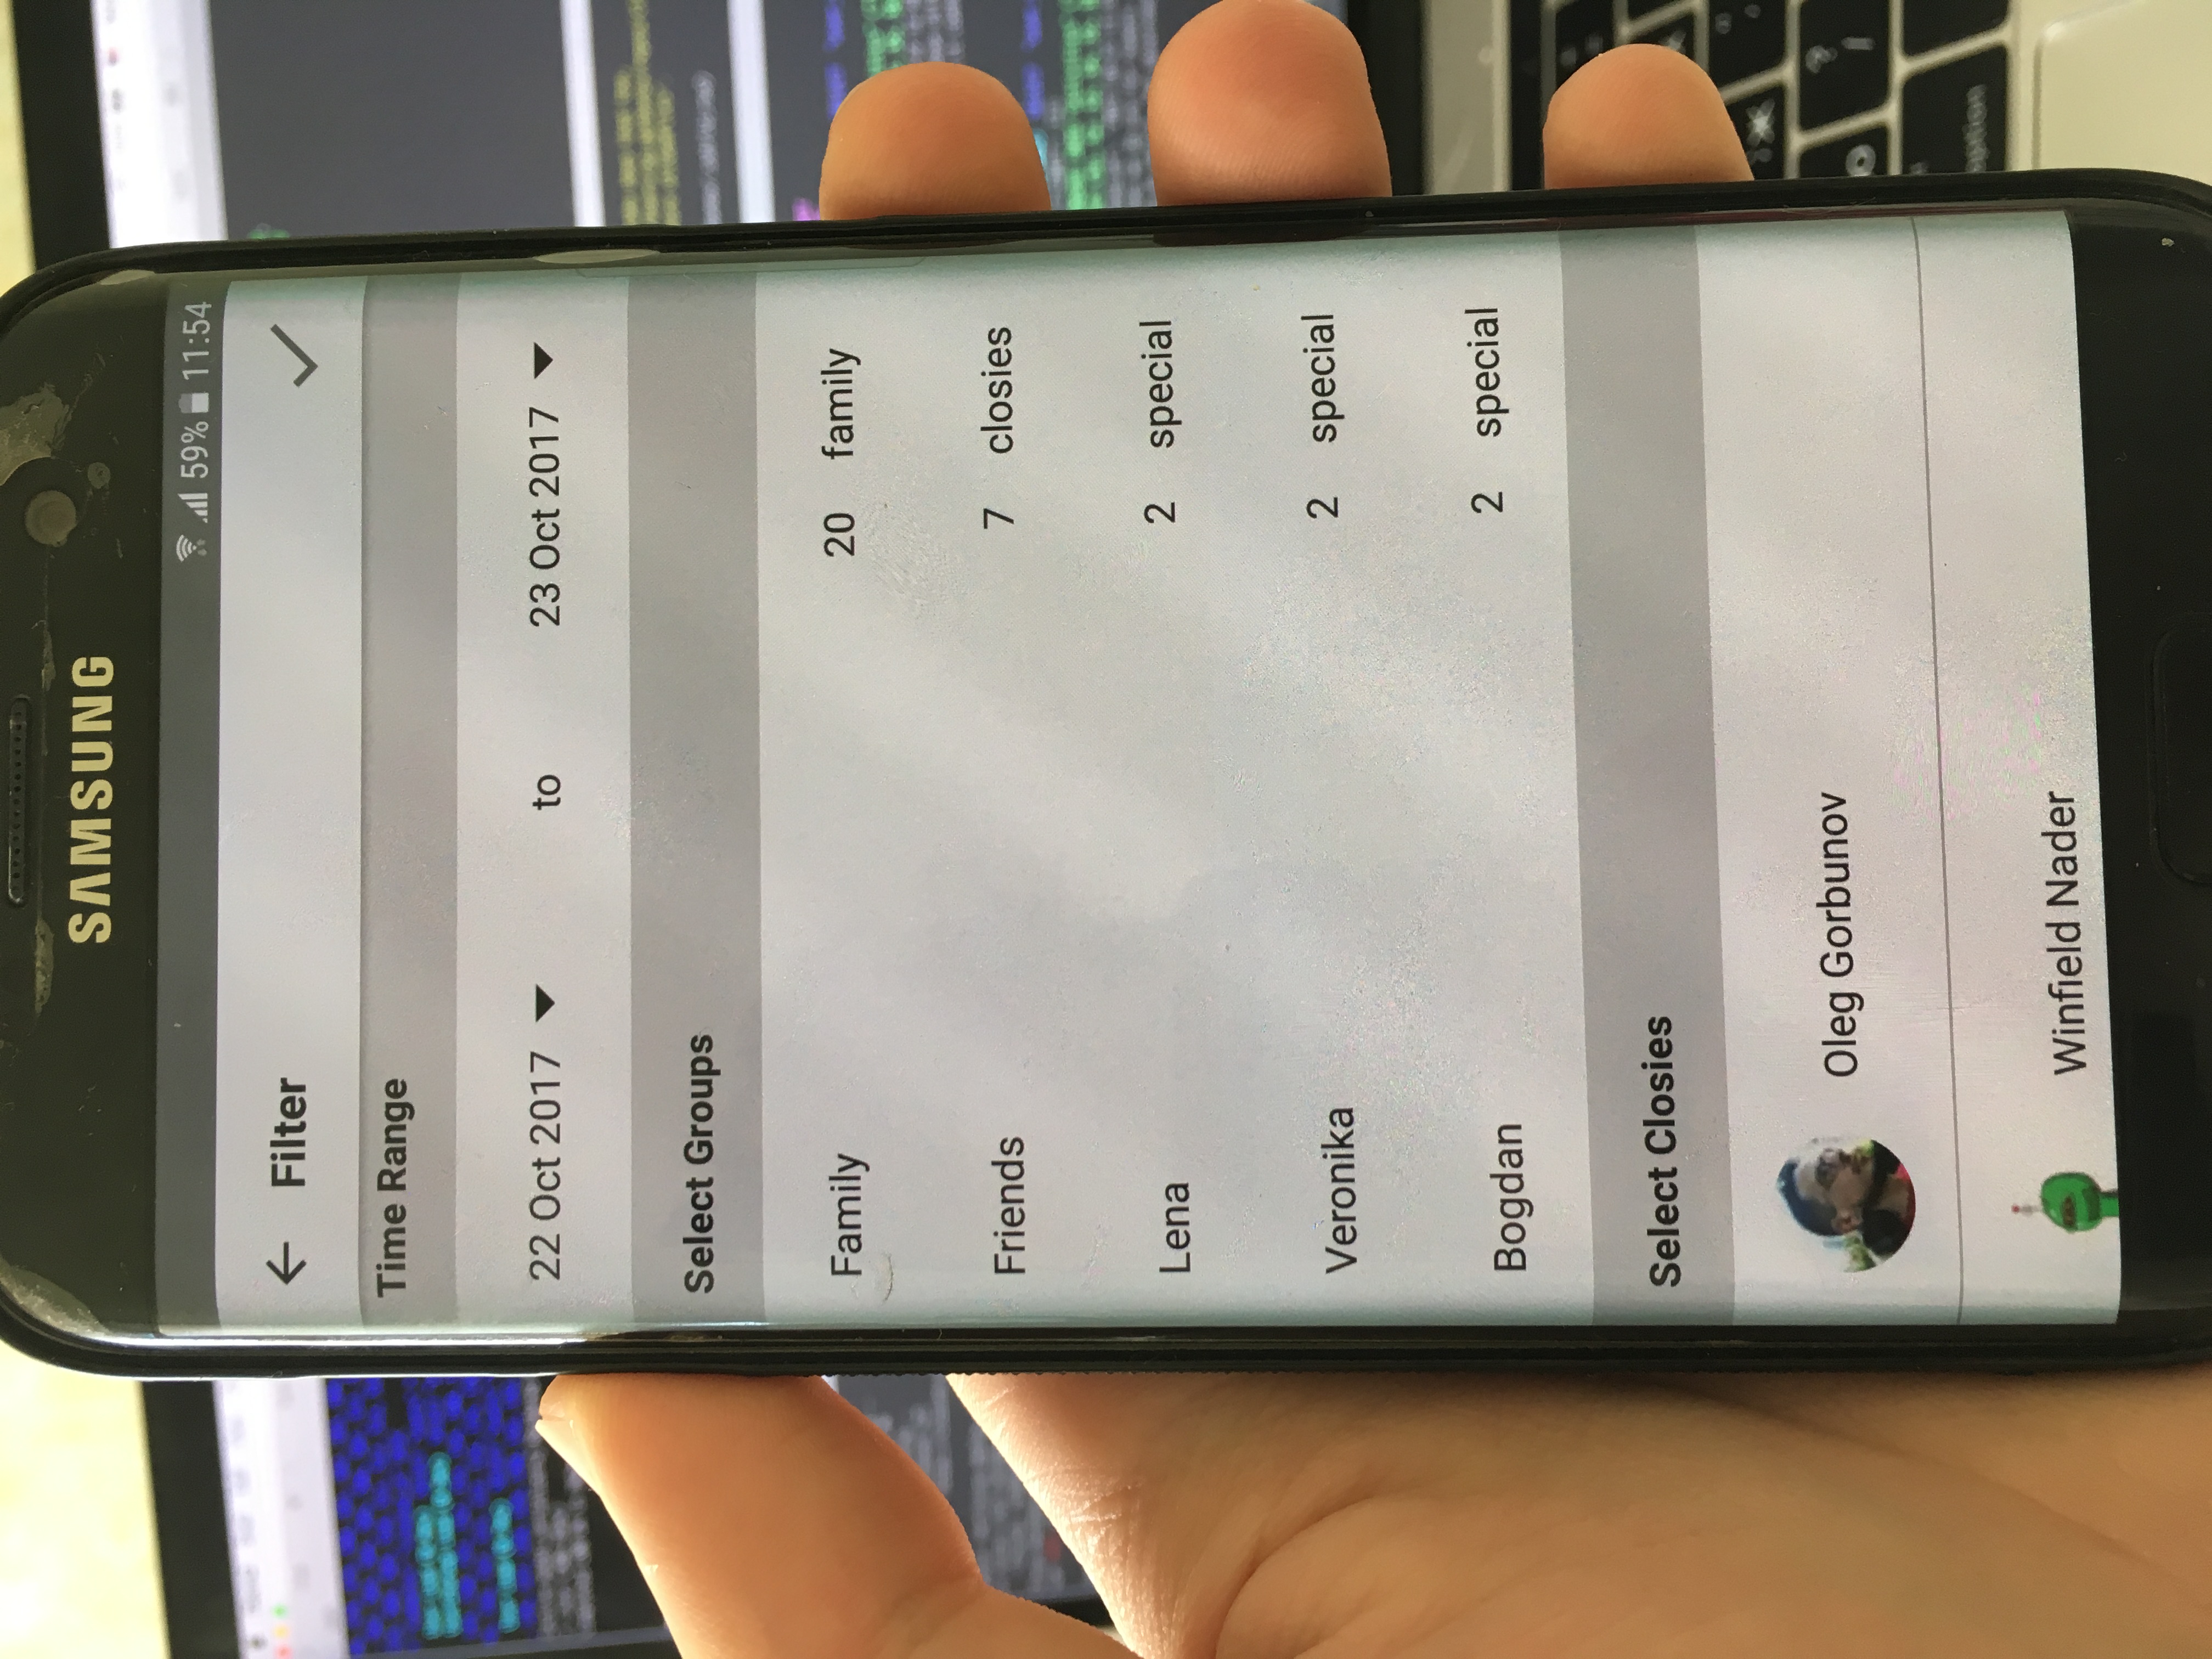 SAMSUNG
59% 11:54
Filter
Time Range
22 Oct 2017 to 23 Oct 2017
Select Groups
Family 20 family
Friends 7 closies
Lena 2 special
Veronika 2 special
Bogdan 2 special
Select Closies
Oleg Gorbunov
Winfield Nader
option